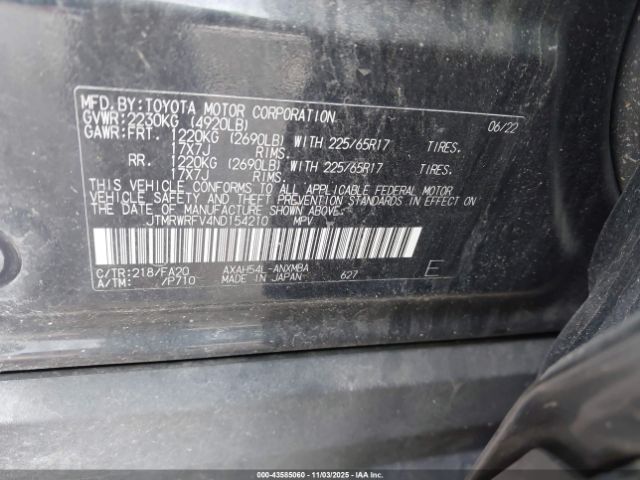 MFD. BY: TOYOTA MOTOR CORPORATION 06/22
GVWR: 2230KG (4920LB)
GAWR: FRT. 1220KG (2690LB) WITH 225/65R17 TIRES.
17X7J RIMS.
RR. 1220KG (2690LB) WITH 225/65R17 TIRES.
17X7J RIMS.
THIS VEHICLE CONFORMS TO ALL APPLICABLE FEDERAL MOTOR
VEHICLE SAFETY AND THEFT PREVENTION STANDARDS IN EFFECT ON
THE DATE OF MANUFACTURE SHOWN ABOVE.
JTMRWRFV4ND154210 MPV
C/TR: 218/FA20 AXAH54L-ANXMBA 627 E
A/TM: /P710 MADE IN JAPAN
000-43585060 11/03/2025 - IAAI.COM